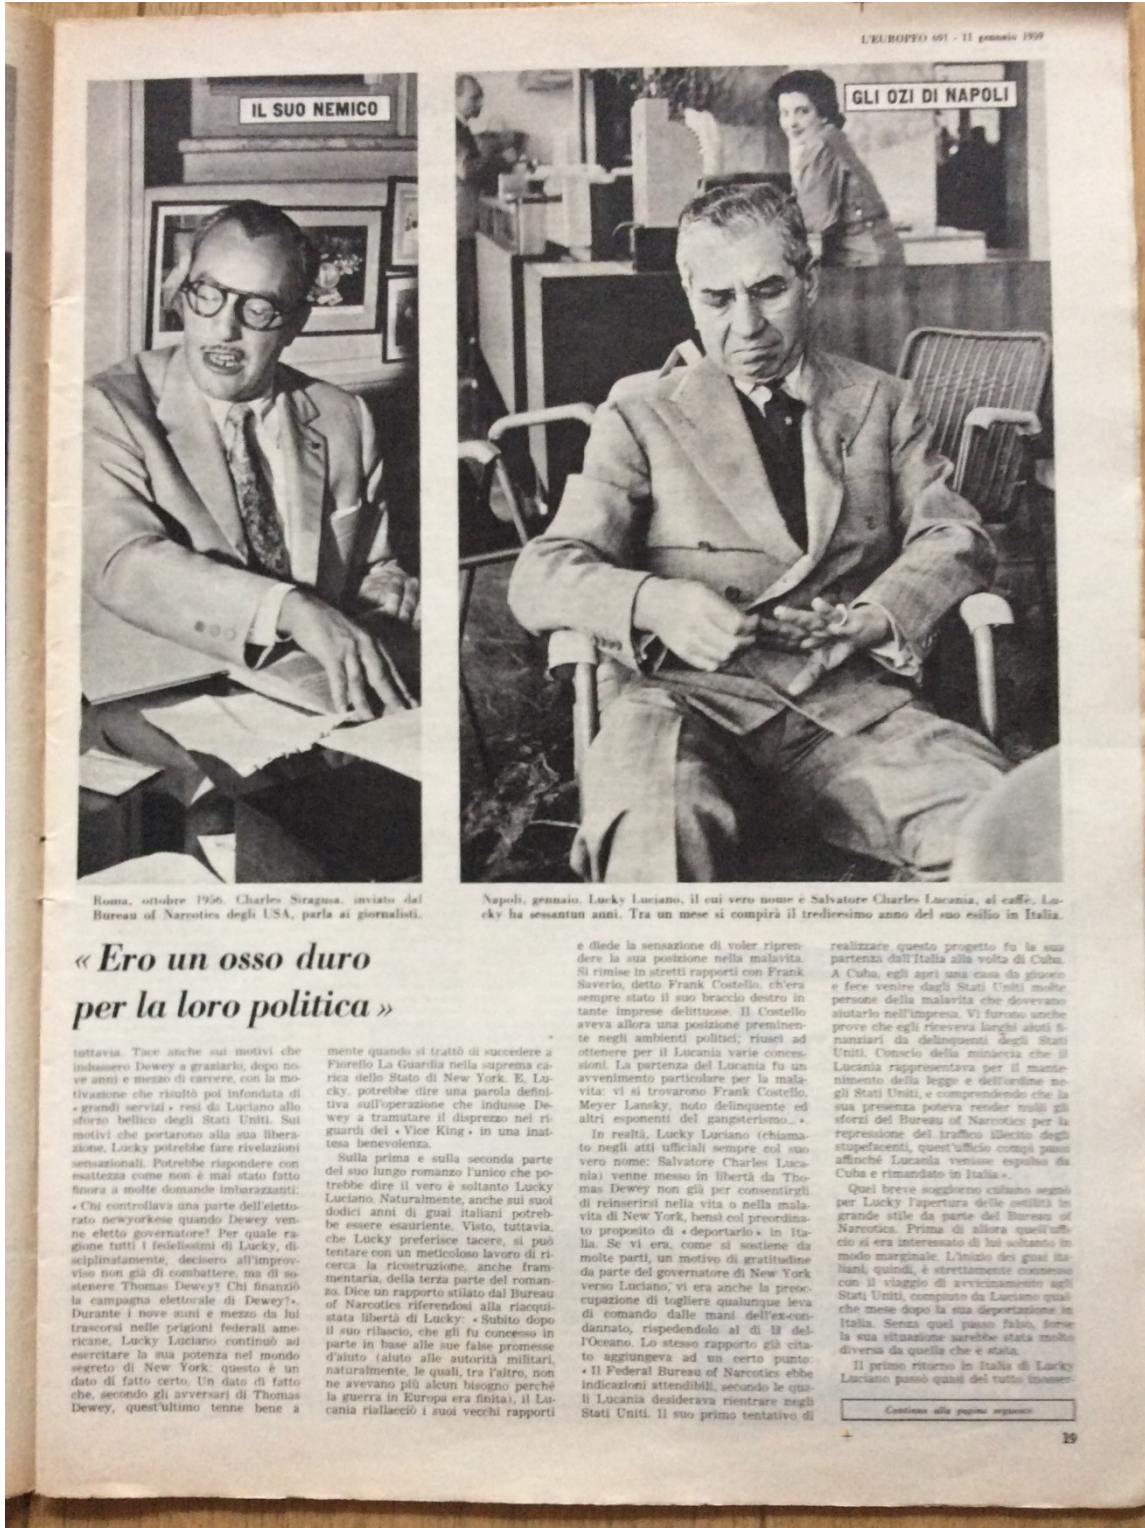 L'EUROPEO 691 - 11 gennaio 1959
IL SUO NEMICO
GLI OZI DI NAPOLI
Roma, ottobre 1956. Charles Siragusa, inviato dal
Bureau of Narcotics degli USA, parla ai giornalisti.
Napoli, gennaio. Lucky Luciano, il cui vero nome è Salvatore Charles Lucania, al caffè. Lu-
cky ha sessantun anni. Tra un mese si compirà il tredicesimo anno del suo esilio in Italia.
« Ero un osso duro
per la loro politica »
tuttavia. Tace anche sui motivi che
indussero Dewey a graziarlo, dopo no-
ve anni e mezzo di carcere, con la mo-
tivazione che risultò poi infondata di
« grandi servizi » resi da Luciano allo
sforzo bellico degli Stati Uniti. Sui
motivi che portarono alla sua libera-
zione, Lucky potrebbe fare rivelazioni
sensazionali. Potrebbe rispondere con
esattezza come non è mai stato fatto
finora a molte domande imbarazzanti:
« Chi controllava una parte dell'eletto-
rato newyorkese quando Dewey ven-
ne eletto governatore? Per quale ra-
gione tutti i fedelissimi di Lucky, di-
sciplinatamente, decisero all'improv-
viso non già di combattere, ma di so-
stenere Thomas Dewey? Chi finanziò
la campagna elettorale di Dewey? ».
Durante i nove anni e mezzo da lui
trascorsi nelle prigioni federali ame-
ricane, Lucky Luciano continuò ad
esercitare la sua potenza nel mondo
segreto di New York: questo è un
dato di fatto certo. Un dato di fatto
che, secondo gli avversari di Thomas
Dewey, quest'ultimo tenne bene a
mente quando si trattò di succedere a
Fiorello La Guardia nella suprema ca-
rica dello Stato di New York. E, Lu-
cky, potrebbe dire una parola defini-
tiva sull'operazione che indusse De-
wey a tramutare il disprezzo nei ri-
guardi del « Vice King » in una inat-
tesa benevolenza.
Sulla prima e sulla seconda parte
del suo lungo romanzo l'unico che po-
trebbe dire il vero è soltanto Lucky
Luciano. Naturalmente, anche sui suoi
dodici anni di guai italiani potreb-
be essere esauriente. Visto, tuttavia,
che Lucky preferisce tacere, si può
tentare con un meticoloso lavoro di ri-
cerca la ricostruzione, anche fram-
mentaria, della terza parte del roman-
zo. Dice un rapporto stilato dal Bureau
of Narcotics riferendosi alla riacqui-
stata libertà di Lucky: « Subito dopo
il suo rilascio, che gli fu concesso in
parte in base alle sue false promesse
d'aiuto (aiuto alle autorità militari,
naturalmente, le quali, tra l'altro, non
ne avevano più alcun bisogno perché
la guerra in Europa era finita), il Lu-
cania riallacciò i suoi vecchi rapporti
e diede la sensazione di voler ripren-
dere la sua posizione nella malavita.
Si rimise in stretti rapporti con Frank
Saverio, detto Frank Costello, ch'era
sempre stato il suo braccio destro in
tante imprese delittuose. Il Costello
aveva allora una posizione preminen-
te negli ambienti politici; riuscì ad
ottenere per il Lucania varie conces-
sioni. La partenza del Lucania fu un
avvenimento particolare per la mala-
vita: vi si trovarono Frank Costello,
Meyer Lansky, noto delinquente ed
altri esponenti del gangsterismo... ».
In realtà, Lucky Luciano (chiama-
to negli atti ufficiali sempre col suo
vero nome: Salvatore Charles Luca-
nia) venne messo in libertà da Tho-
mas Dewey non già per consentirgli
di reinserirsi nella vita o nella mala-
vita di New York, bensì col preordina-
to proposito di « deportarlo » in Ita-
lia. Se vi era, come si sostiene da
molte parti, un motivo di gratitudine
da parte del governatore di New York
verso Luciano, vi era anche la preoc-
cupazione di togliere qualunque leva
di comando dalle mani dell'ex-con-
dannato, rispedendolo al di là del-
l'Oceano. Lo stesso rapporto già cita-
to aggiungeva ad un certo punto:
« Il Federal Bureau of Narcotics ebbe
indicazioni attendibili, secondo le qua-
li Lucania desiderava rientrare negli
Stati Uniti. Il suo primo tentativo di
realizzare questo progetto fu la sua
partenza dall'Italia alla volta di Cuba.
A Cuba, egli aprì una casa da giuoco
e fece venire dagli Stati Uniti molte
persone della malavita che dovevano
aiutarlo nell'impresa. Vi furono anche
prove che egli riceveva larghi aiuti fi-
nanziari da delinquenti degli Stati
Uniti. Conscio della minaccia che il
Lucania rappresentava per il mante-
nimento della legge e dell'ordine ne-
gli Stati Uniti, e comprendendo che la
sua presenza poteva render nulli gli
sforzi del Bureau of Narcotics per la
repressione del traffico illecito degli
stupefacenti, quest'ufficio compì passi
affinché Lucania venisse espulso da
Cuba e rimandato in Italia ».
Quel breve soggiorno cubano segnò
per Lucky l'apertura delle ostilità in
grande stile da parte del Bureau of
Narcotics. Prima di allora quell'uffi-
cio si era interessato di lui soltanto in
modo marginale. L'inizio dei guai ita-
liani, quindi, è strettamente connesso
con il viaggio di avvicinamento agli
Stati Uniti, compiuto da Luciano qual-
che mese dopo la sua deportazione in
Italia. Senza quel passo falso, forse
la sua situazione sarebbe stata molto
diversa da quella che è stata.
Il primo ritorno in Italia di Lucky
Luciano passò quasi del tutto inosser-
Continua alla pagina seguente
29